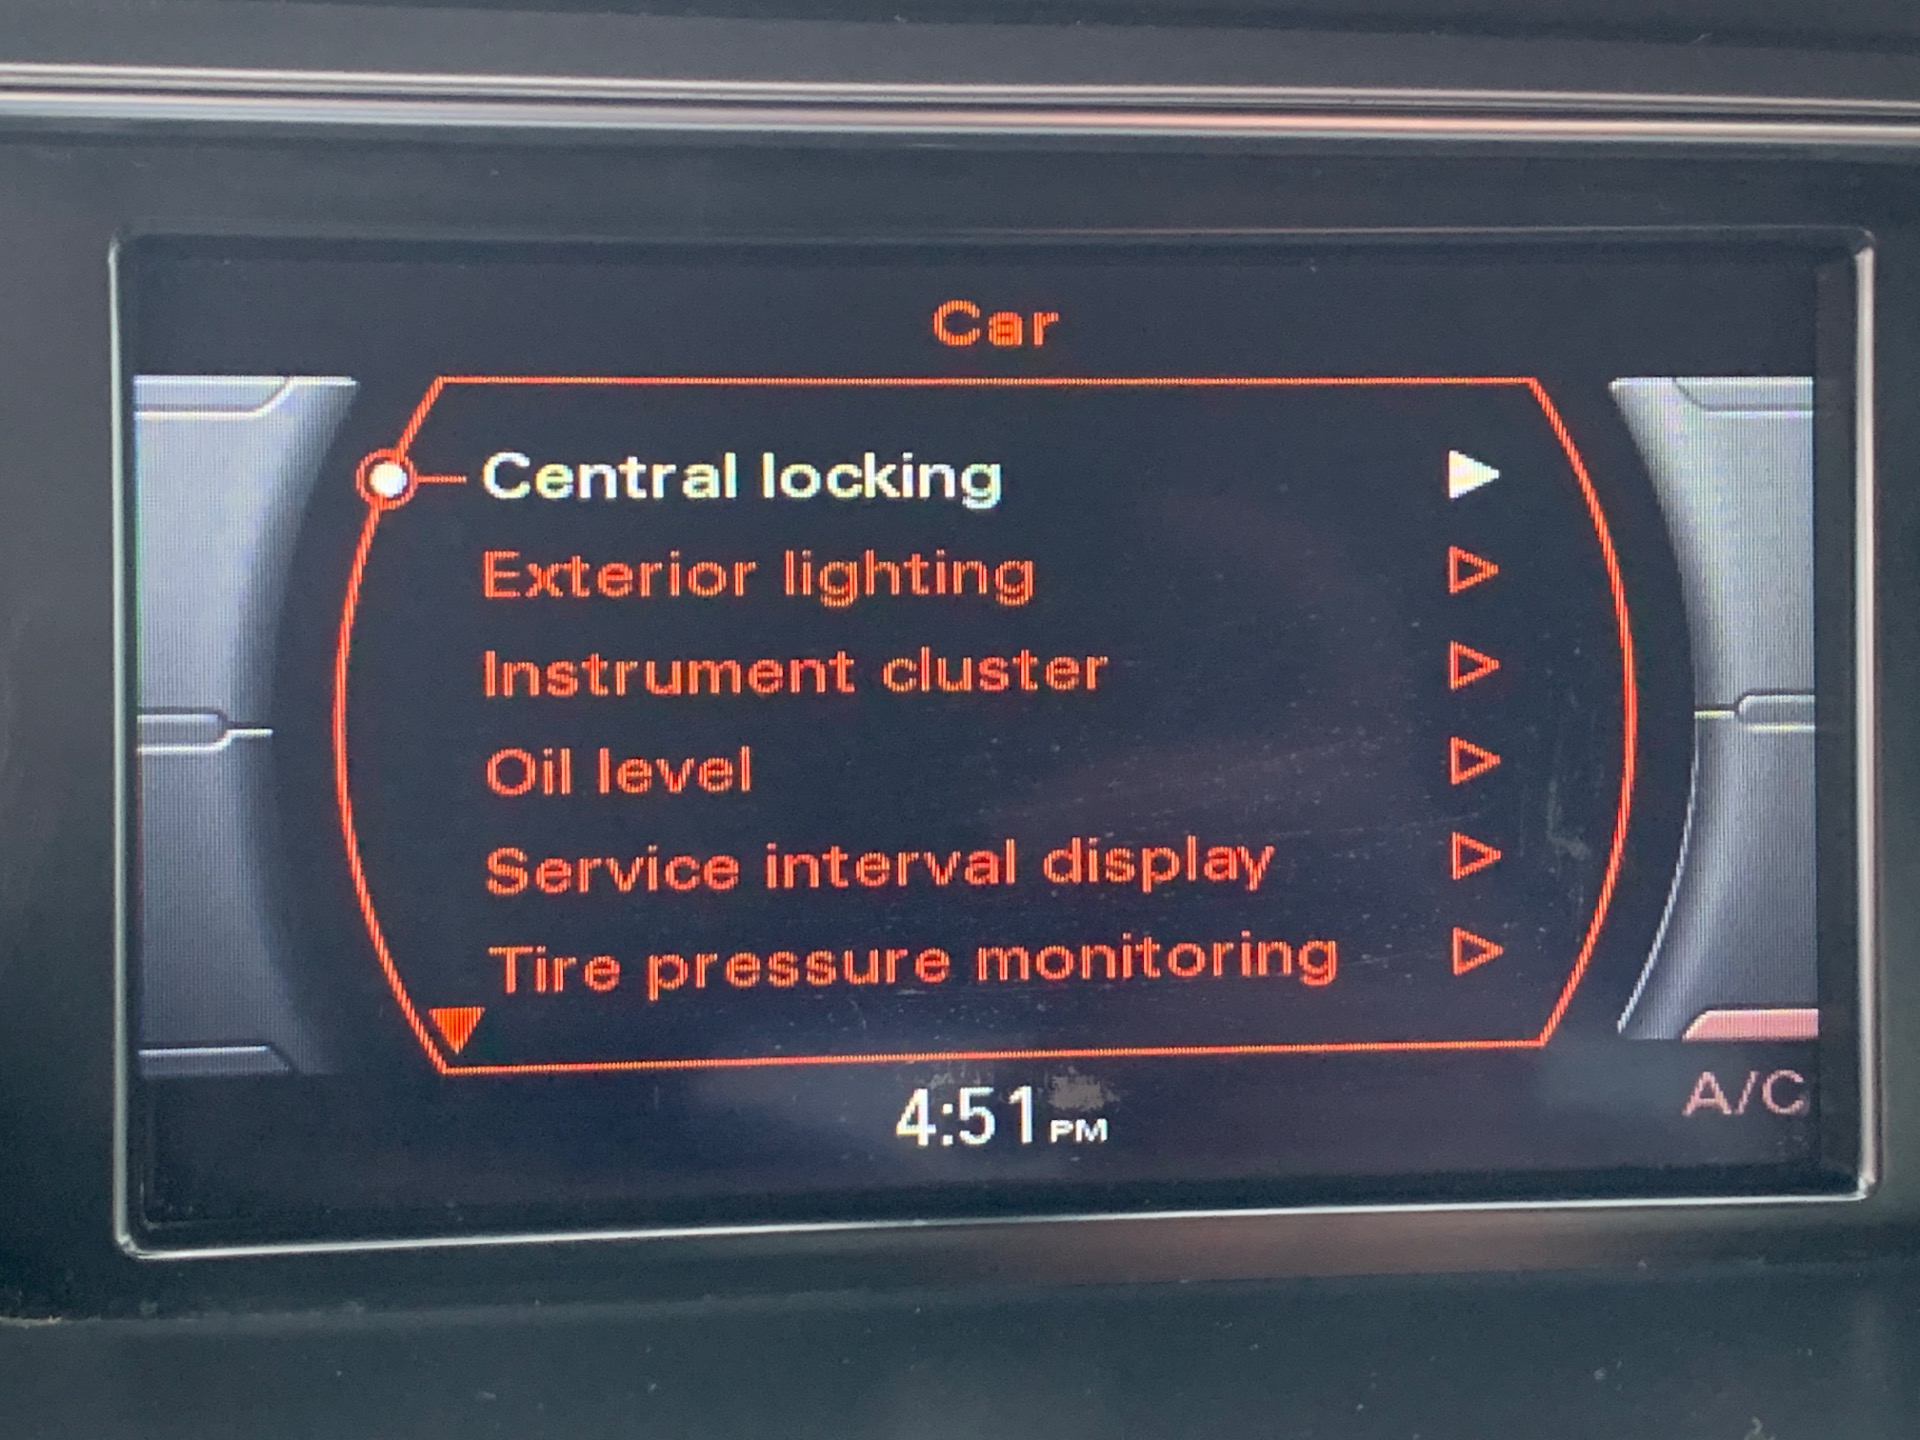 Car
Central locking
Exterior lighting
Instrument cluster
Oil level
Service interval display
Tire pressure monitoring
4:51 PM
A/C